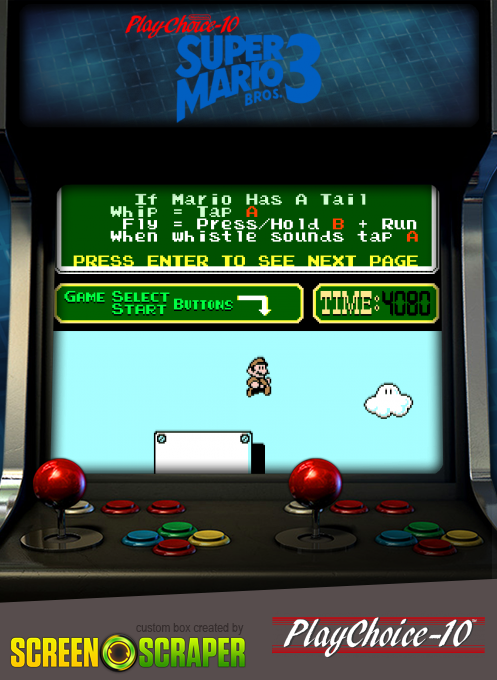 PlayChoice-10
SUPER
MARIO
BROS. 3
If Mario Has A Tail
Whip = Tap A
Fly = Press/Hold B + Run
When whistle sounds tap A
PRESS ENTER TO SEE NEXT PAGE
GAME SELECT
START BUTTONS
TIME: 4080
custom box created by
SCREEN SCRAPER
PlayChoice-10™